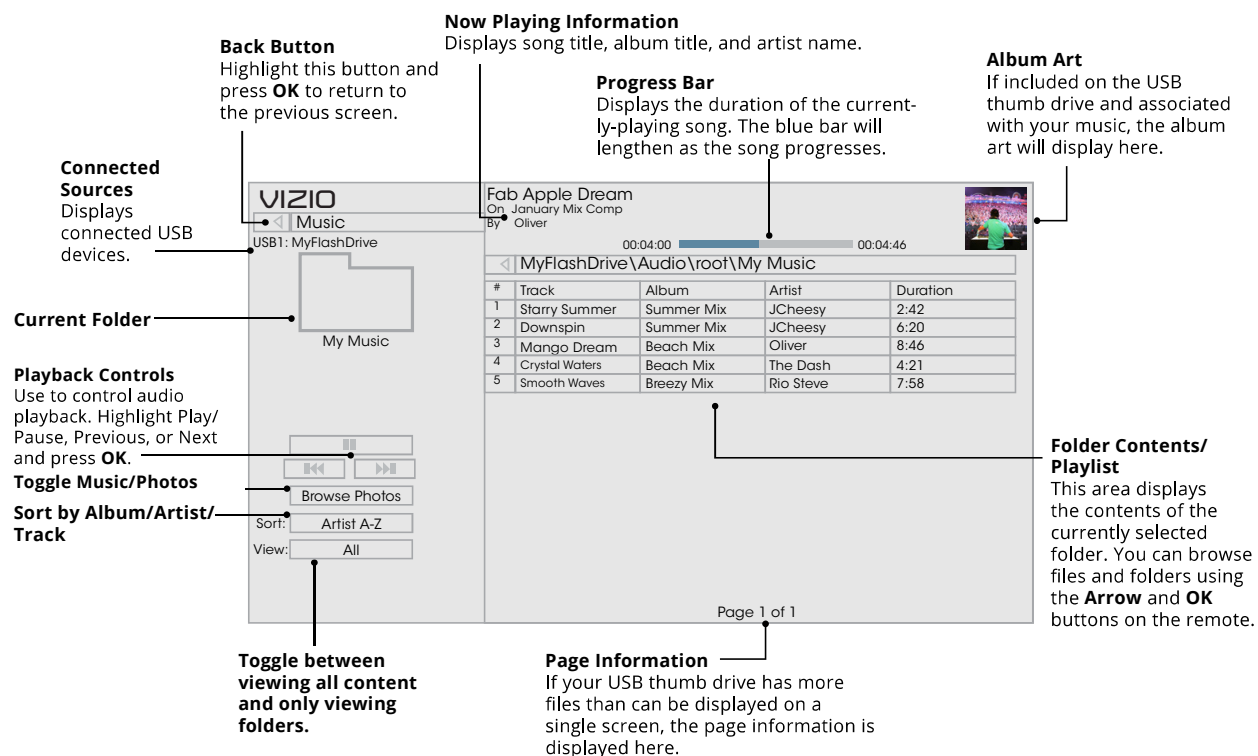 Now Playing Information
Displays song title, album title, and artist name.
Back Button
Highlight this button and
press OK to return to
the previous screen.
Progress Bar
Displays the duration of the current-
ly-playing song. The blue bar will
lengthen as the song progresses.
Album Art
If included on the USB
thumb drive and associated
with your music, the album
art will display here.
Connected
Sources
Displays
connected USB
devices.
Current Folder
Playback Controls
Use to control audio
playback. Highlight Play/
Pause, Previous, or Next
and press OK.
Toggle Music/Photos
Sort by Album/Artist/
Track
VIZIO
Music
USB1: MyFlashDrive
My Music
Browse Photos
Sort: Artist A-Z
View: All
Fab Apple Dream
On January Mix Comp
By Oliver
00:04:00 00:04:46
MyFlashDrive\Audio\root\My Music
# Track Album Artist Duration
1 Starry Summer Summer Mix JCheesy 2:42
2 Downspin Summer Mix JCheesy 6:20
3 Mango Dream Beach Mix Oliver 8:46
4 Crystal Waters Beach Mix The Dash 4:21
5 Smooth Waves Breezy Mix Rio Steve 7:58
Page 1 of 1
Folder Contents/
Playlist
This area displays
the contents of the
currently selected
folder. You can browse
files and folders using
the Arrow and OK
buttons on the remote.
Toggle between
viewing all content
and only viewing
folders.
Page Information
If your USB thumb drive has more
files than can be displayed on a
single screen, the page information is
displayed here.